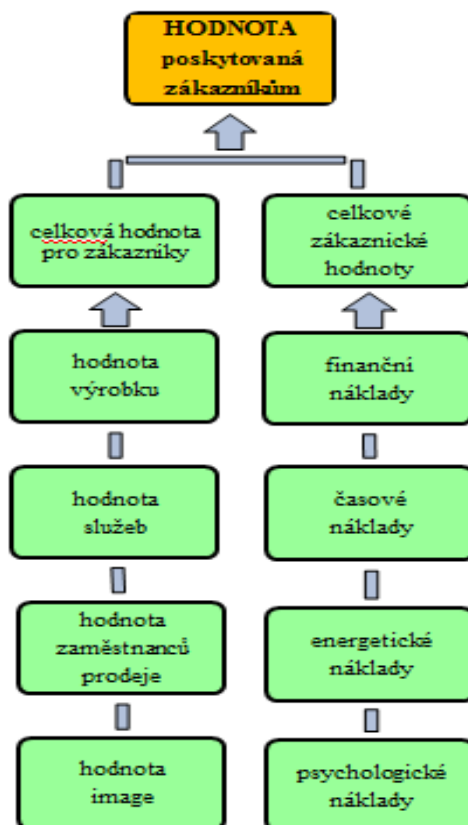 HODNOTA
poskytovaná
zákazníkům
celková hodnota
pro zákazníky
celkové
zákaznické
hodnoty
hodnota
výrobku
finanční
náklady
hodnota
služeb
časové
náklady
hodnota
zaměstnanců
prodeje
energetické
náklady
hodnota
image
psychologické
náklady